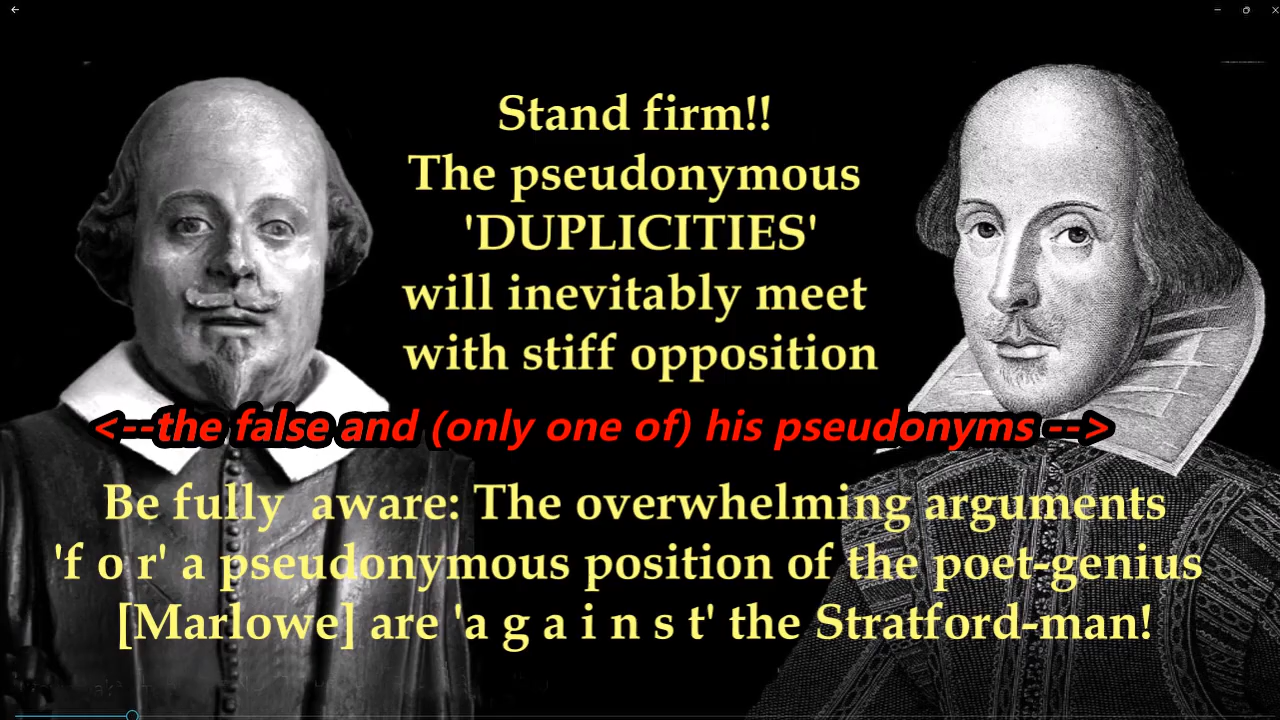 Stand firm!!
The pseudonymous
'DUPLICITIES'
will inevitably meet
with stiff opposition
<--the false and (only one of) his pseudonyms -->
Be fully  aware: The overwhelming arguments
'f o r' a pseudonymous position of the poet-genius
[Marlowe] are 'a g a i n s t' the Stratford-man!